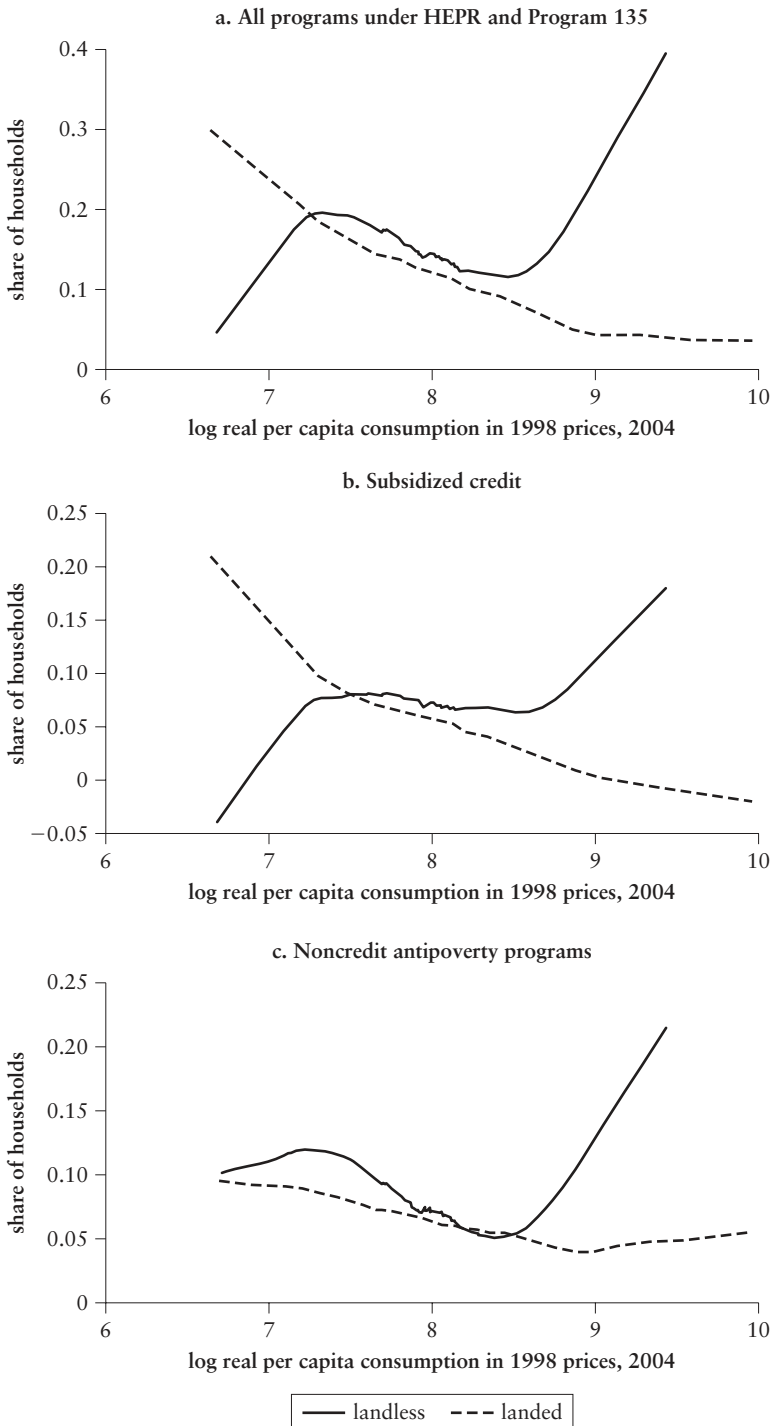 a. All programs under HEPR and Program 135
0.4
0.3
0.2
0.1
0
share of households
6 7 8 9 10
log real per capita consumption in 1998 prices, 2004
b. Subsidized credit
0.25
0.20
0.15
0.10
0.05
0
−0.05
share of households
6 7 8 9 10
log real per capita consumption in 1998 prices, 2004
c. Noncredit antipoverty programs
0.25
0.20
0.15
0.10
0.05
0
share of households
6 7 8 9 10
log real per capita consumption in 1998 prices, 2004
landless landed